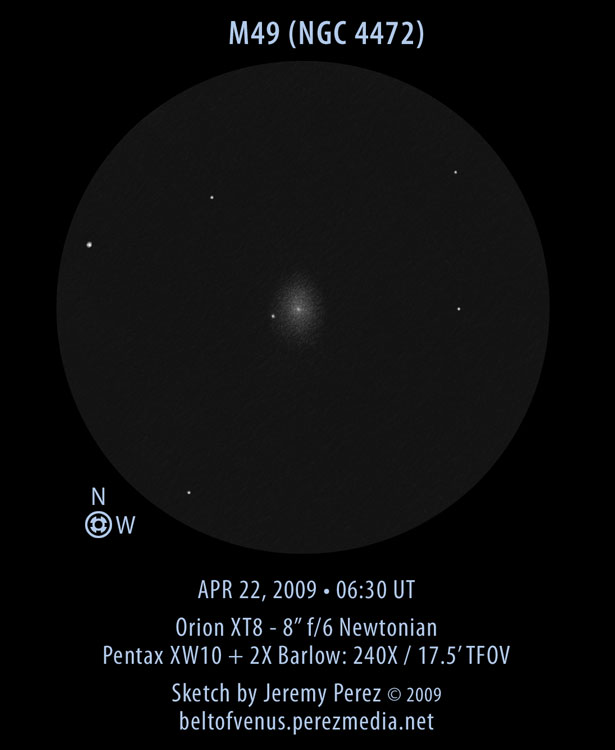 M49 (NGC 4472)
N
W
APR 22, 2009 • 06:30 UT
Orion XT8 - 8” f/6 Newtonian
Pentax XW10 + 2X Barlow: 240X / 17.5’ TFOV
Sketch by Jeremy Perez © 2009
beltofvenus.perezmedia.net